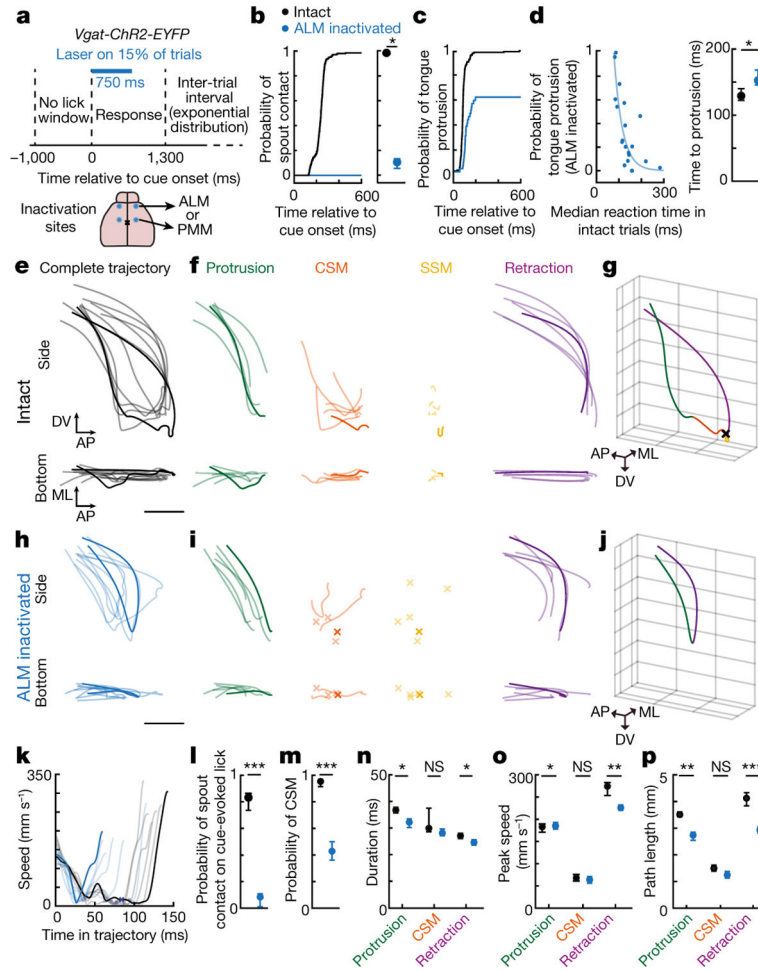 a
Vgat-ChR2-EYFP
Laser on 15% of trials
750 ms
No lick
window
Response
Inter-trial
interval
(exponential
distribution)
−1,000
0
1,300
Time relative to cue onset (ms)
Inactivation
sites
ALM
or
PMM
b
Intact
ALM inactivated
Probability of
spout contact
1
0
0
600
*
Time relative to
cue onset (ms)
c
Probability of tongue
protrusion
1
0
0
600
Time relative to
cue onset (ms)
d
Probability of
tongue protrusion
(ALM inactivated)
1
0
0
300
Median reaction time in
intact trials (ms)
Time to protrusion (ms)
200
100
0
*
e
Complete trajectory
f
Protrusion
CSM
SSM
Retraction
g
Intact
Side
DV
AP
Bottom
ML
AP
AP
ML
DV
h
i
j
ALM inactivated
Side
Bottom
AP
ML
DV
k
Speed (mm s⁻¹)
350
0
0
50
100
150
Time in trajectory (ms)
l
Probability of spout
contact on cue-evoked lick
1
0
***
m
Probability of CSM
1
0
***
n
Duration (ms)
50
0
*
NS
*
Protrusion
CSM
Retraction
o
Peak speed
(mm s⁻¹)
300
0
*
NS
**
Protrusion
CSM
Retraction
p
Path length (mm)
5
0
**
NS
***
Protrusion
CSM
Retraction